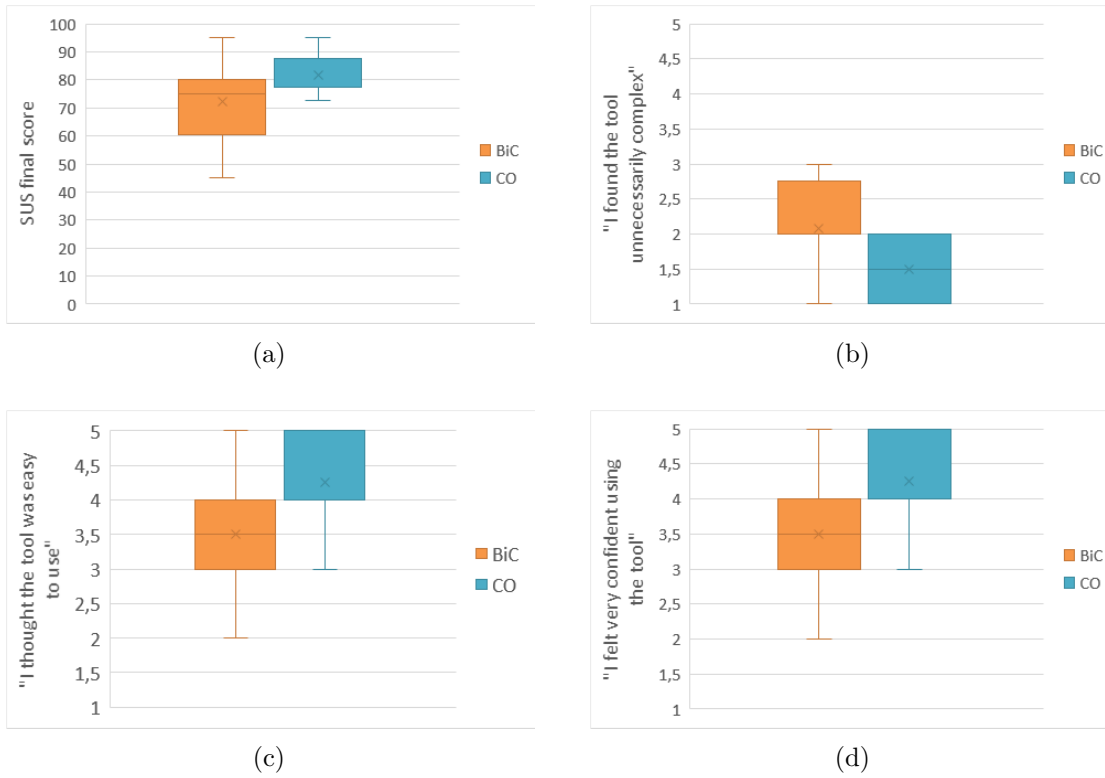 SUS final score
100
90
80
70
60
50
40
30
20
10
0
BiC
CO
(a)
"I found the tool
unnecessarily complex"
5
4,5
4
3,5
3
2,5
2
1,5
1
BiC
CO
(b)
"I thought the tool was easy
to use"
5
4,5
4
3,5
3
2,5
2
1,5
1
BiC
CO
(c)
"I felt very confident using
the tool"
5
4,5
4
3,5
3
2,5
2
1,5
1
BiC
CO
(d)